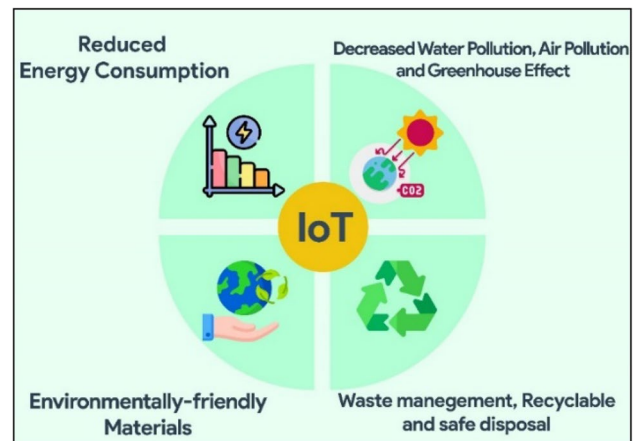 Reduced
Energy Consumption
Decreased Water Pollution, Air Pollution
and Greenhouse Effect
CO2
IoT
Environmentally-friendly
Materials
Waste manegement, Recyclable
and safe disposal